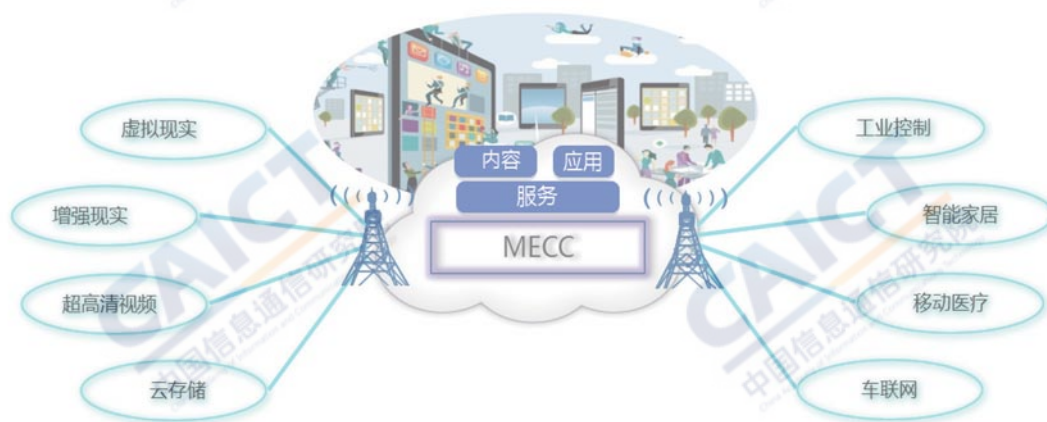 虚拟现实
增强现实
超高清视频
云存储
内容
应用
服务
MECC
工业控制
智能家居
移动医疗
车联网
CAICT
中国信息通信研究院
CAICT
中国信息通信研究院